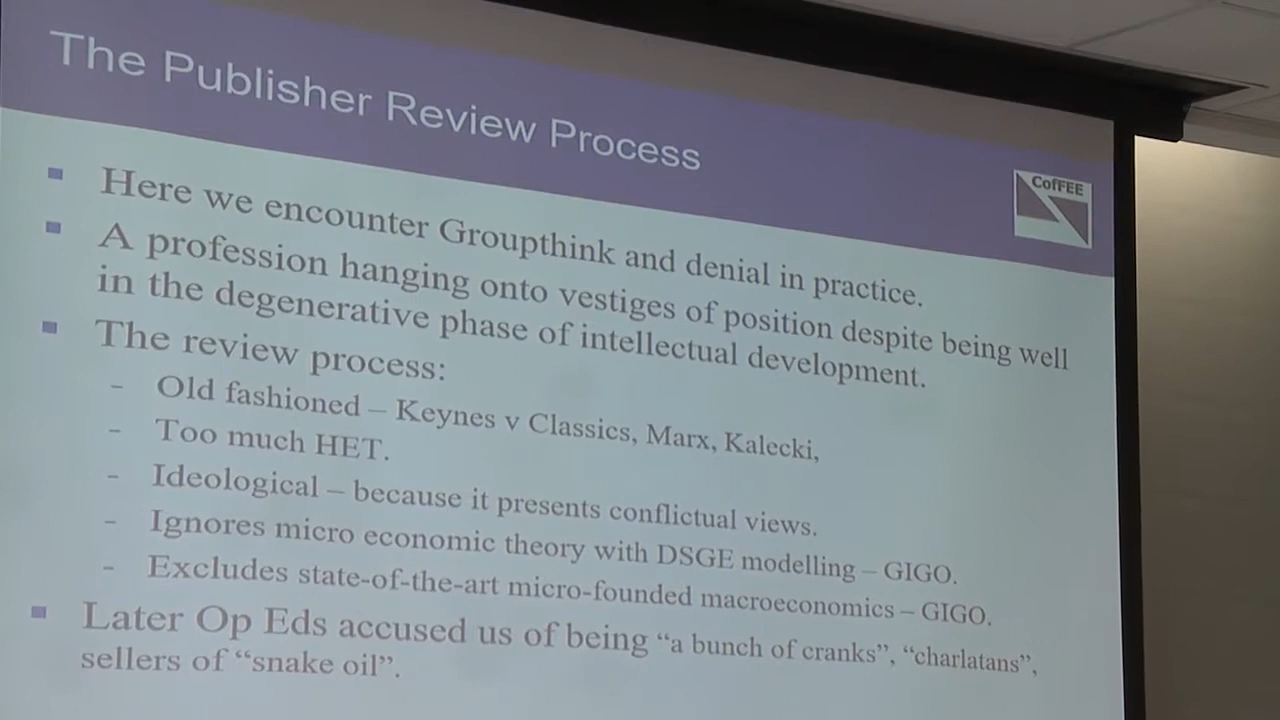 The Publisher Review Process
CofFEE
▪ Here we encounter Groupthink and denial in practice.
▪ A profession hanging onto vestiges of position despite being well
in the degenerative phase of intellectual development.
▪ The review process:
– Old fashioned – Keynes v Classics, Marx, Kalecki,
– Too much HET.
– Ideological – because it presents conflictual views.
– Ignores micro economic theory with DSGE modelling – GIGO.
– Excludes state-of-the-art micro-founded macroeconomics – GIGO.
▪ Later Op Eds accused us of being “a bunch of cranks”, “charlatans”,
sellers of “snake oil”.